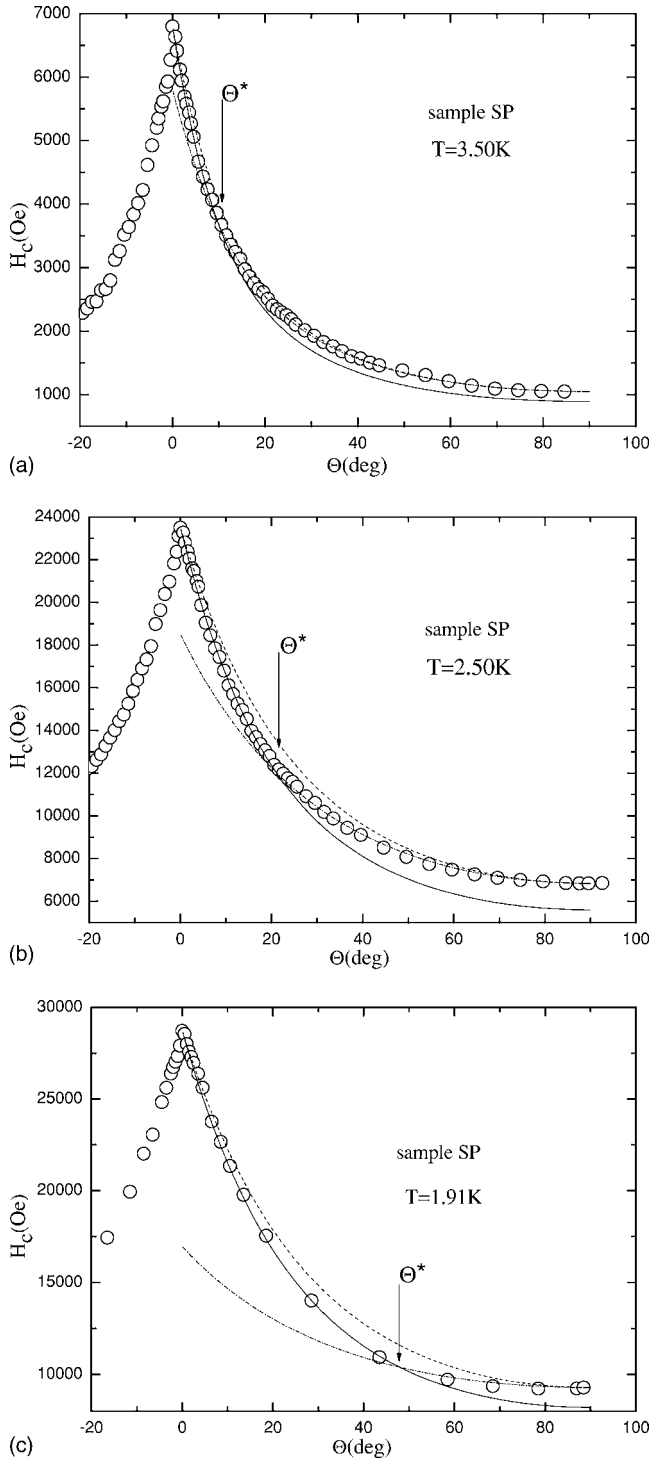 7000
6000
5000
4000
3000
2000
1000
H_C(Oe)
Θ*
sample SP
T=3.50K
-20 0 20 40 60 80 100
(a) Θ(deg)
24000
22000
20000
18000
16000
14000
12000
10000
8000
6000
H_C(Oe)
Θ*
sample SP
T=2.50K
-20 0 20 40 60 80 100
(b) Θ(deg)
30000
25000
20000
15000
10000
H_C(Oe)
sample SP
T=1.91K
Θ*
-20 0 20 40 60 80 100
(c) Θ(deg)